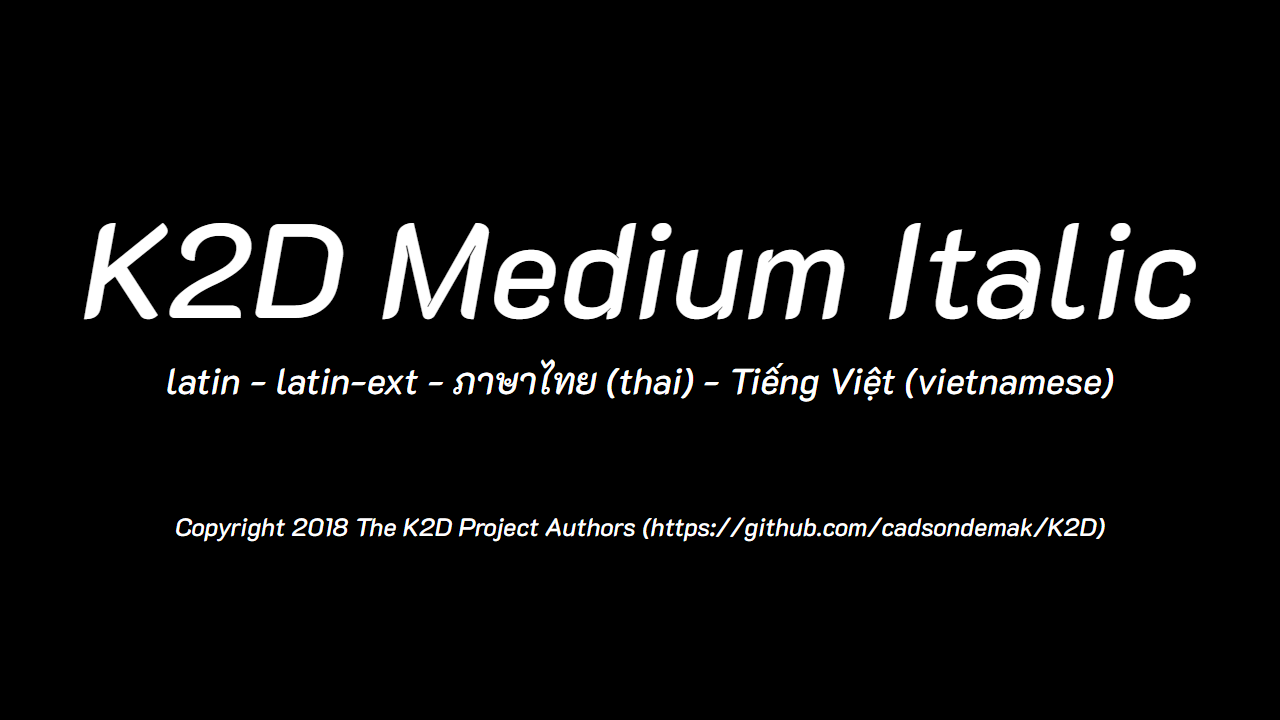 K2D Medium Italic
latin - latin-ext - ภาษาไทย (thai) - Tiếng Việt (vietnamese)
Copyright 2018 The K2D Project Authors (https://github.com/cadsondemak/K2D)